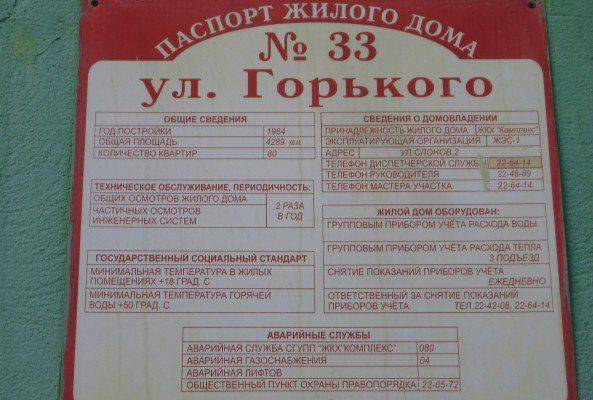 ПАСПОРТ ЖИЛОГО ДОМА
№ 33
ул. Горького
ОБЩИЕ СВЕДЕНИЯ
ГОД ПОСТРОЙКИ 1964
ОБЩАЯ ПЛОЩАДЬ 4289 кв.м.
КОЛИЧЕСТВО КВАРТИР 80
ТЕХНИЧЕСКОЕ ОБСЛУЖИВАНИЕ, ПЕРИОДИЧНОСТЬ:
ОБЩИХ ОСМОТРОВ ЖИЛОГО ДОМА
ЧАСТИЧНЫХ ОСМОТРОВ
ИНЖЕНЕРНЫХ СИСТЕМ
2 РАЗА
В ГОД
ГОСУДАРСТВЕННЫЙ СОЦИАЛЬНЫЙ СТАНДАРТ
МИНИМАЛЬНАЯ ТЕМПЕРАТУРА В ЖИЛЫХ
ПОМЕЩЕНИЯХ +18 ГРАД. С
МИНИМАЛЬНАЯ ТЕМПЕРАТУРА ГОРЯЧЕЙ
ВОДЫ +50 ГРАД. С
СВЕДЕНИЯ О ДОМОВЛАДЕНИИ
ПРИНАДЛЕЖНОСТЬ ЖИЛОГО ДОМА ЖКХ "Комплекс"
ЭКСПЛУАТИРУЮЩАЯ ОРГАНИЗАЦИЯ ЖЭС-1
АДРЕС УЛ.СЛОНОВ,2
ТЕЛЕФОН ДИСПЕТЧЕРСКОЙ СЛУЖБ 22-64-14
ТЕЛЕФОН РУКОВОДИТЕЛЯ 22-48-89
ТЕЛЕФОН МАСТЕРА УЧАСТКА 22-64-14
ЖИЛОЙ ДОМ ОБОРУДОВАН:
ГРУППОВЫМ ПРИБОРОМ УЧЁТА РАСХОДА ВОДЫ
ГРУППОВЫМ ПРИБОРОМ УЧЁТА РАСХОДА ТЕПЛА
3 ПОДЪЕЗД
СНЯТИЕ ПОКАЗАНИЙ ПРИБОРОВ УЧЁТА
ЕЖЕДНЕВНО
ОТВЕТСТВЕННЫЙ ЗА СНЯТИЕ ПОКАЗАНИЙ
ПРИБОРОВ УЧЁТА ТЕЛ.22-42-08, 22-64-14
АВАРИЙНЫЕ СЛУЖБЫ
АВАРИЙНАЯ СЛУЖБА СГУПП "ЖКХ"КОМПЛЕКС" 080
АВАРИЙНАЯ ГАЗОСНАБЖЕНИЯ 04
АВАРИЙНАЯ ЛИФТОВ
ОБЩЕСТВЕННЫЙ ПУНКТ ОХРАНЫ ПРАВОПОРЯДКА 22-05-72